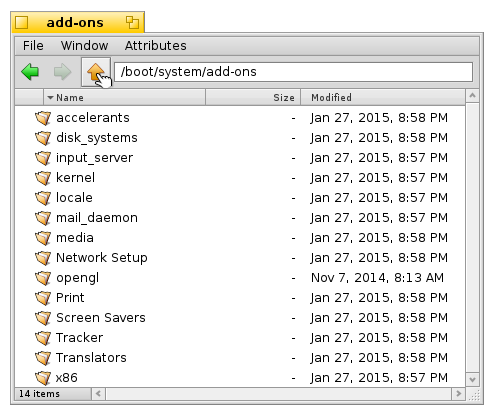 add-ons
File Window Attributes
/boot/system/add-ons
Name Size Modified
accelerants - Jan 27, 2015, 8:58 PM
disk_systems - Jan 27, 2015, 8:58 PM
input_server - Jan 27, 2015, 8:57 PM
kernel - Jan 27, 2015, 8:57 PM
locale - Jan 27, 2015, 8:57 PM
mail_daemon - Jan 27, 2015, 8:57 PM
media - Jan 27, 2015, 8:58 PM
Network Setup - Jan 27, 2015, 8:58 PM
opengl - Nov 7, 2014, 8:13 AM
Print - Jan 27, 2015, 8:58 PM
Screen Savers - Jan 27, 2015, 8:58 PM
Tracker - Jan 27, 2015, 8:58 PM
Translators - Jan 27, 2015, 8:58 PM
x86 - Jan 27, 2015, 8:57 PM
14 items